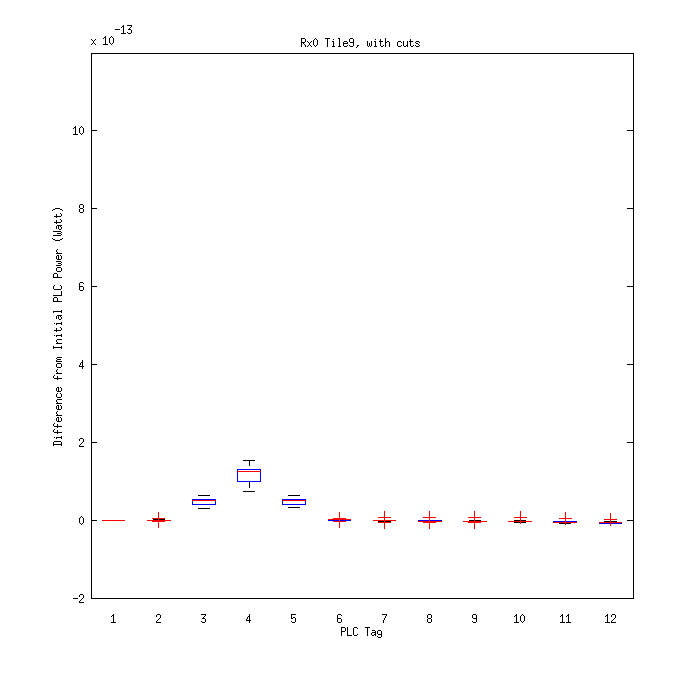 x 10-13
Rx0 Tile9, with cuts
10
8
6
4
2
0
-2
Difference from Initial PLC Power (Watt)
1 2 3 4 5 6 7 8 9 10 11 12
PLC Tag